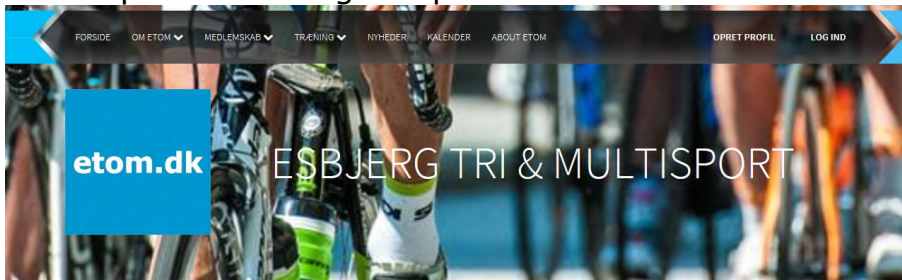 FORSIDE OM ETOM MEDLEMSKAB TRÆNING NYHEDER KALENDER ABOUT ETOM OPRET PROFIL LOG IND
etom.dk
ESBJERG TRI & MULTISPORT